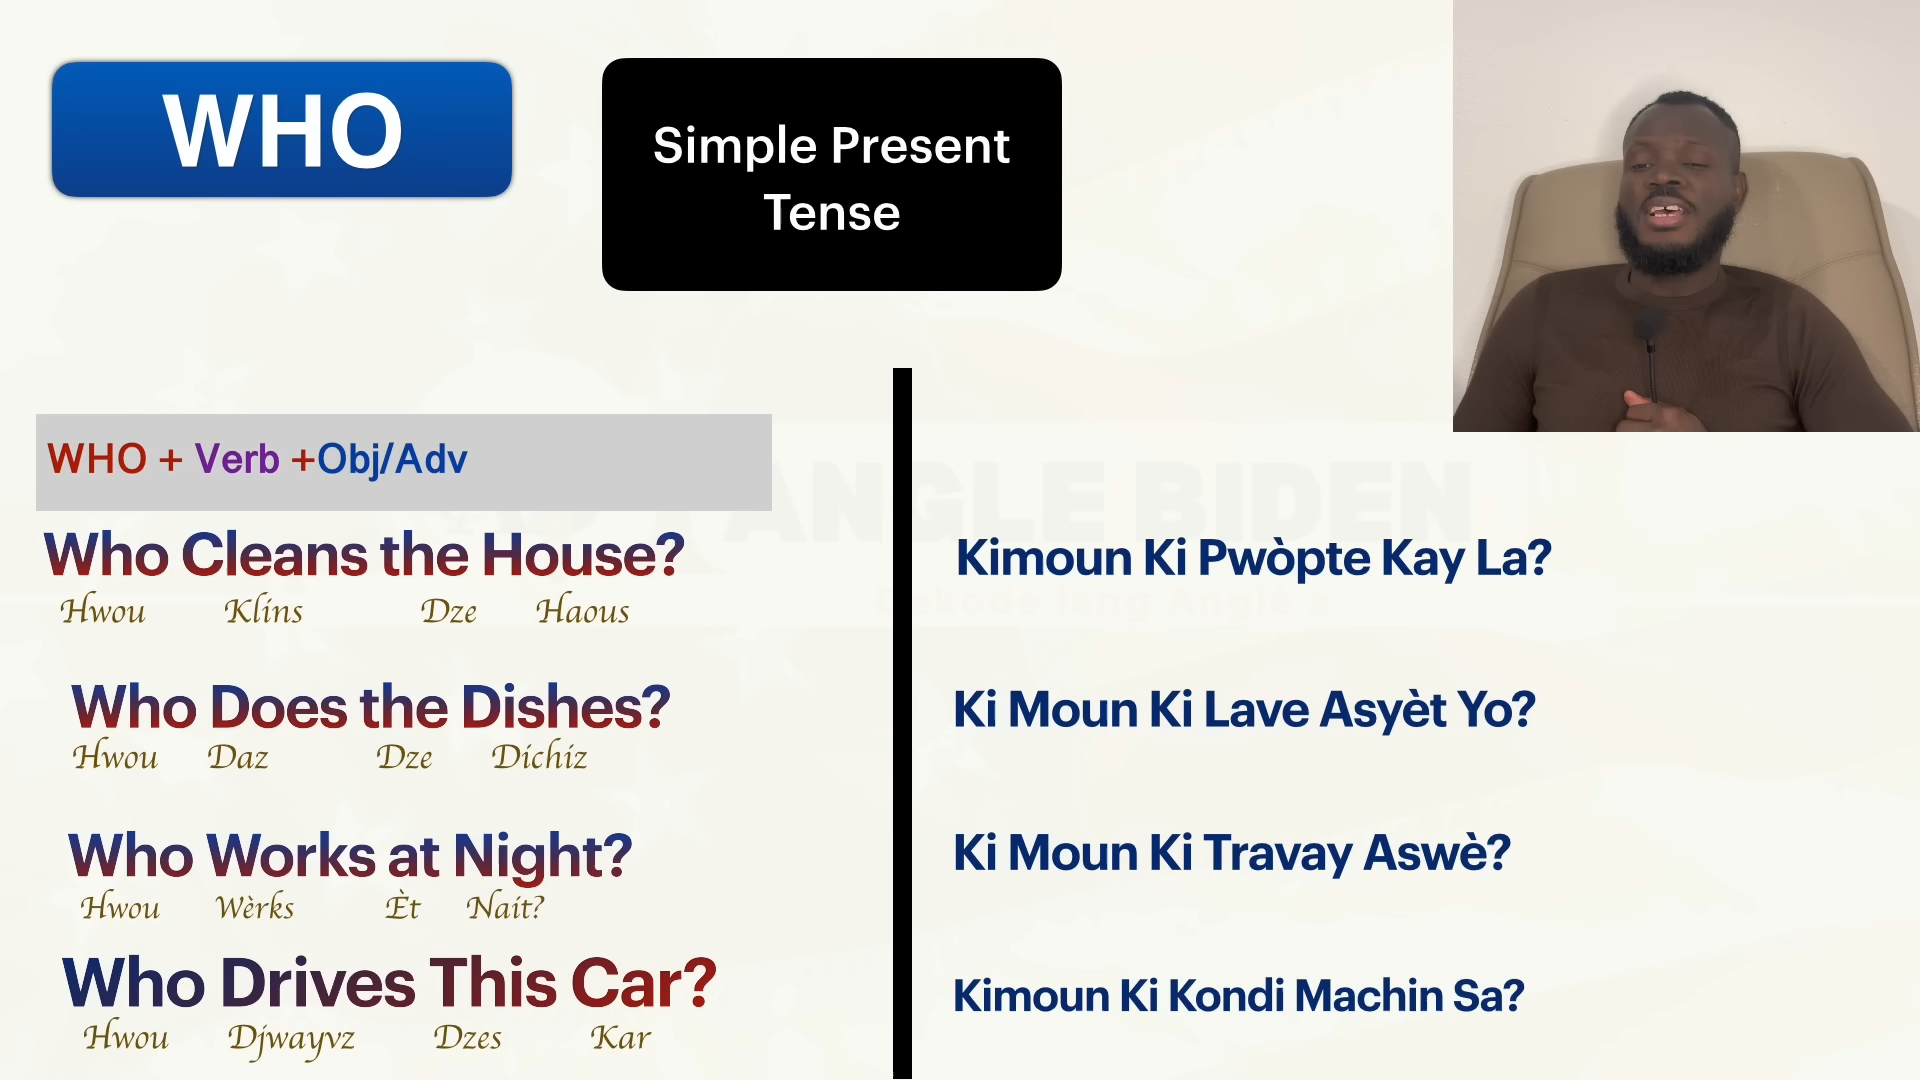 WHO
Simple Present
Tense
WHO + Verb +Obj/Adv
Who Cleans the House?
Hwou Klins Dze Haous
Who Does the Dishes?
Hwou Daz Dze Dichiz
Who Works at Night?
Hwou Wèrks Èt Nait?
Who Drives This Car?
Hwou Djwayvz Dzes Kar
Kimoun Ki Pwòpte Kay La?
Ki Moun Ki Lave Asyèt Yo?
Ki Moun Ki Travay Aswè?
Kimoun Ki Kondi Machin Sa?
ANGLE BIDEN